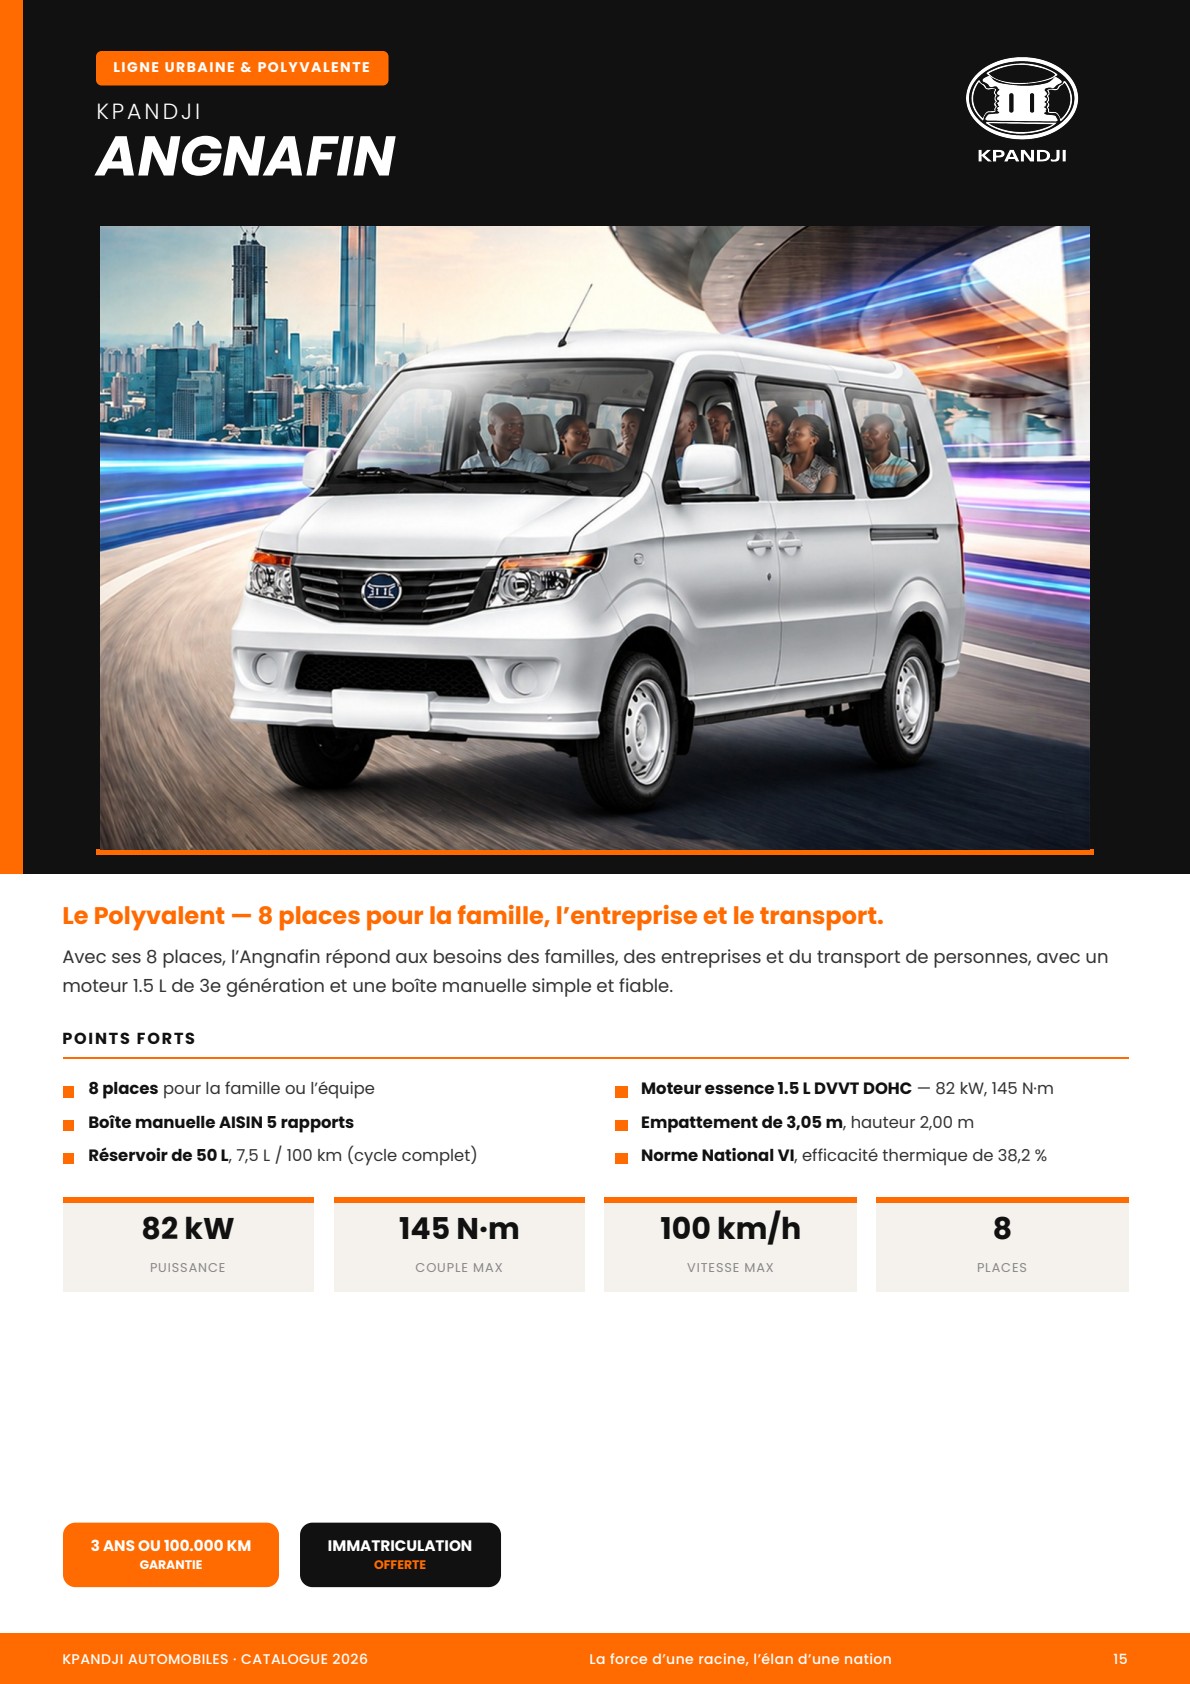 LIGNE URBAINE & POLYVALENTE
KPANDJI
ANGNAFIN
KPANDJI
Le Polyvalent — 8 places pour la famille, l’entreprise et le transport.
Avec ses 8 places, l’Angnafin répond aux besoins des familles, des entreprises et du transport de personnes, avec un
moteur 1.5 L de 3e génération et une boîte manuelle simple et fiable.
POINTS FORTS
8 places pour la famille ou l’équipe
Boîte manuelle AISIN 5 rapports
Réservoir de 50 L, 7,5 L / 100 km (cycle complet)
Moteur essence 1.5 L DVVT DOHC — 82 kW, 145 N·m
Empattement de 3,05 m, hauteur 2,00 m
Norme National VI, efficacité thermique de 38,2 %
82 kW
PUISSANCE
145 N·m
COUPLE MAX
100 km/h
VITESSE MAX
8
PLACES
3 ANS OU 100.000 KM
GARANTIE
IMMATRICULATION
OFFERTE
KPANDJI AUTOMOBILES · CATALOGUE 2026
La force d’une racine, l’élan d’une nation
15